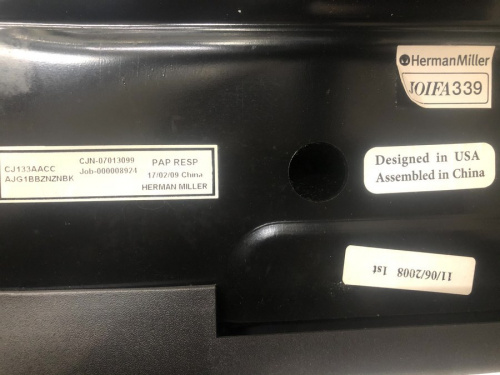 HermanMiller
JOIFA339
CJ133AACC
AJG1BBZNZNBK
CJN-07013099
Job-000008971
PAP RESP
17/02/09 China
HERMAN MILLER
Designed in USA
Assembled in China
11/06/2008 1st